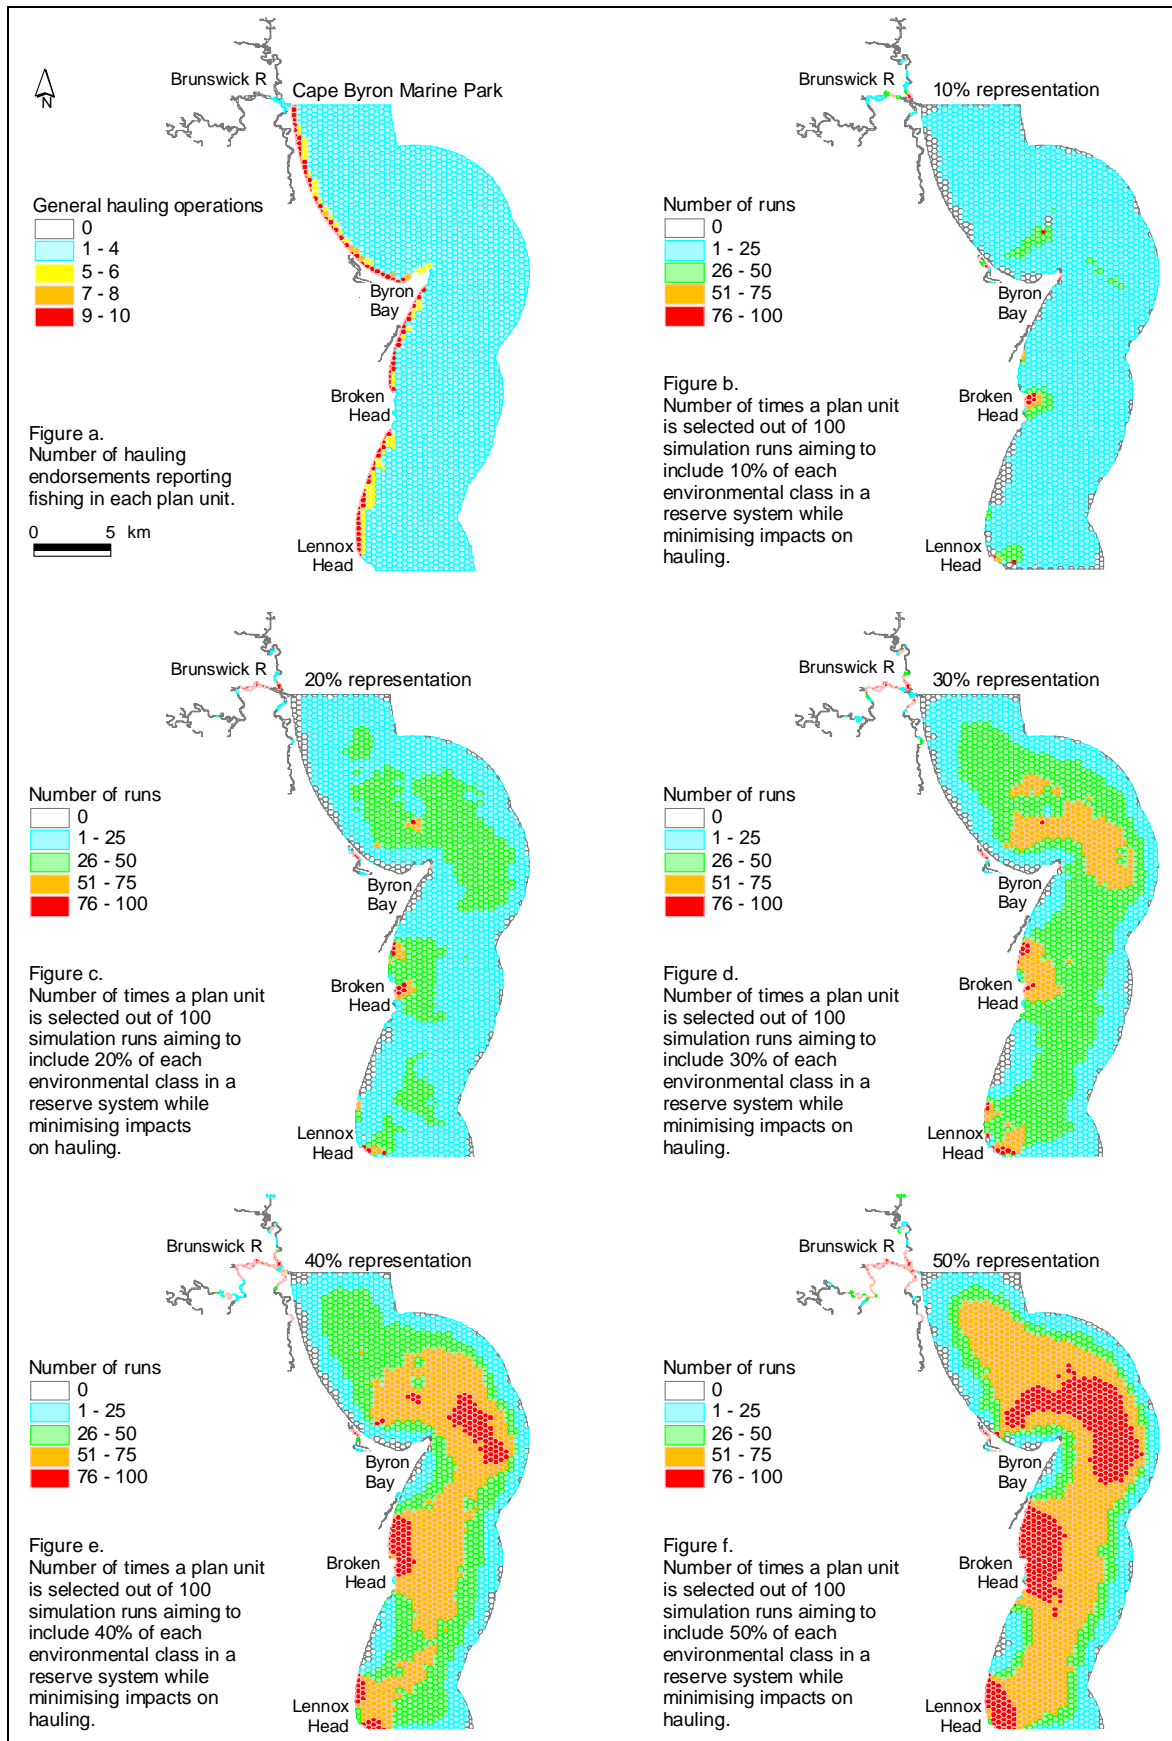 Brunswick R
Cape Byron Marine Park
N
General hauling operations
0
1 - 4
5 - 6
7 - 8
9 - 10
Byron
Bay
Broken
Head
Figure a.
Number of hauling
endorsements reporting
fishing in each plan unit.
0 5 km
Lennox
Head
Brunswick R
10% representation
Number of runs
0
1 - 25
26 - 50
51 - 75
76 - 100
Byron
Bay
Broken
Head
Figure b.
Number of times a plan unit
is selected out of 100
simulation runs aiming to
include 10% of each
environmental class in a
reserve system while
minimising impacts on
hauling.
Lennox
Head
Brunswick R
20% representation
Number of runs
0
1 - 25
26 - 50
51 - 75
76 - 100
Byron
Bay
Figure c.
Number of times a plan unit
is selected out of 100
simulation runs aiming to
include 20% of each
environmental class in a
reserve system while
minimising impacts
on hauling.
Broken
Head
Lennox
Head
Brunswick R
30% representation
Number of runs
0
1 - 25
26 - 50
51 - 75
76 - 100
Byron
Bay
Figure d.
Number of times a plan unit
is selected out of 100
simulation runs aiming to
include 30% of each
environmental class in a
reserve system while
minimising impacts on
hauling.
Broken
Head
Lennox
Head
Brunswick R
40% representation
Number of runs
0
1 - 25
26 - 50
51 - 75
76 - 100
Byron
Bay
Figure e.
Number of times a plan unit
is selected out of 100
simulation runs aiming to
include 40% of each
environmental class in a
reserve system while
minimising impacts on
hauling.
Broken
Head
Lennox
Head
Brunswick R
50% representation
Number of runs
0
1 - 25
26 - 50
51 - 75
76 - 100
Byron
Bay
Figure f.
Number of times a plan unit
is selected out of 100
simulation runs aiming to
include 50% of each
environmental class in a
reserve system while
minimising impacts on
hauling.
Broken
Head
Lennox
Head